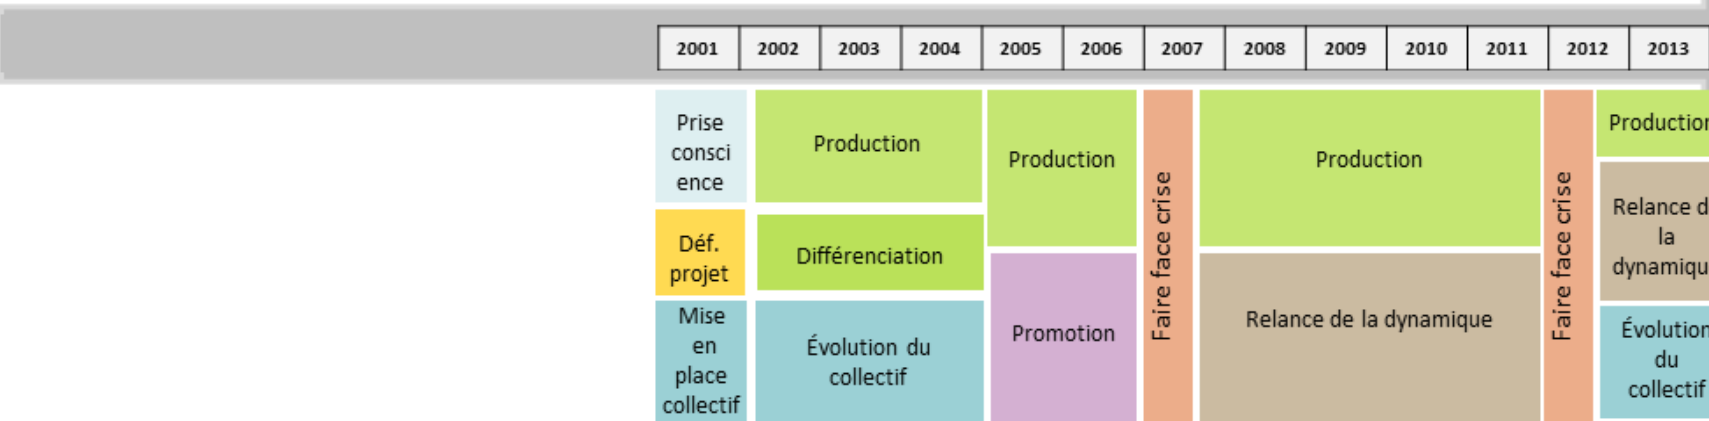 2001 2002 2003 2004 2005 2006 2007 2008 2009 2010 2011 2012 2013
Prise
consci
ence
Déf.
projet
Mise
en
place
collectif
Production
Différenciation
Évolution du
collectif
Production
Promotion
Faire face crise
Production
Relance de la dynamique
Faire face crise
Production
Relance d
la
dynamiqu
Évolution
du
collectif